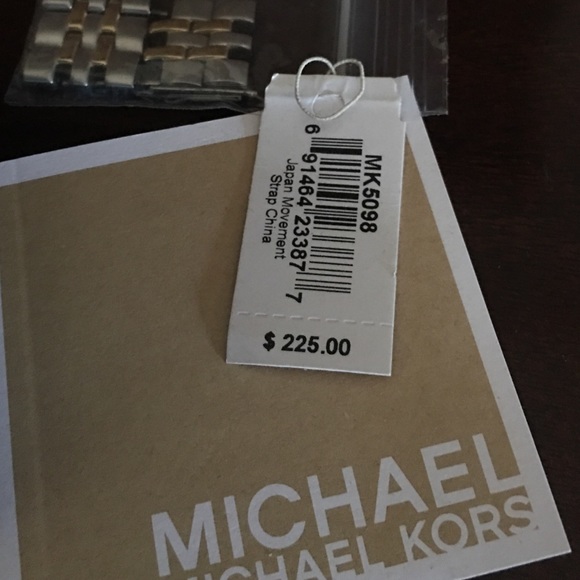 MK5098
6 91464 23387 7
Japan Movement
Strap China
$ 225.00
MICHAEL
MICHAEL KORS